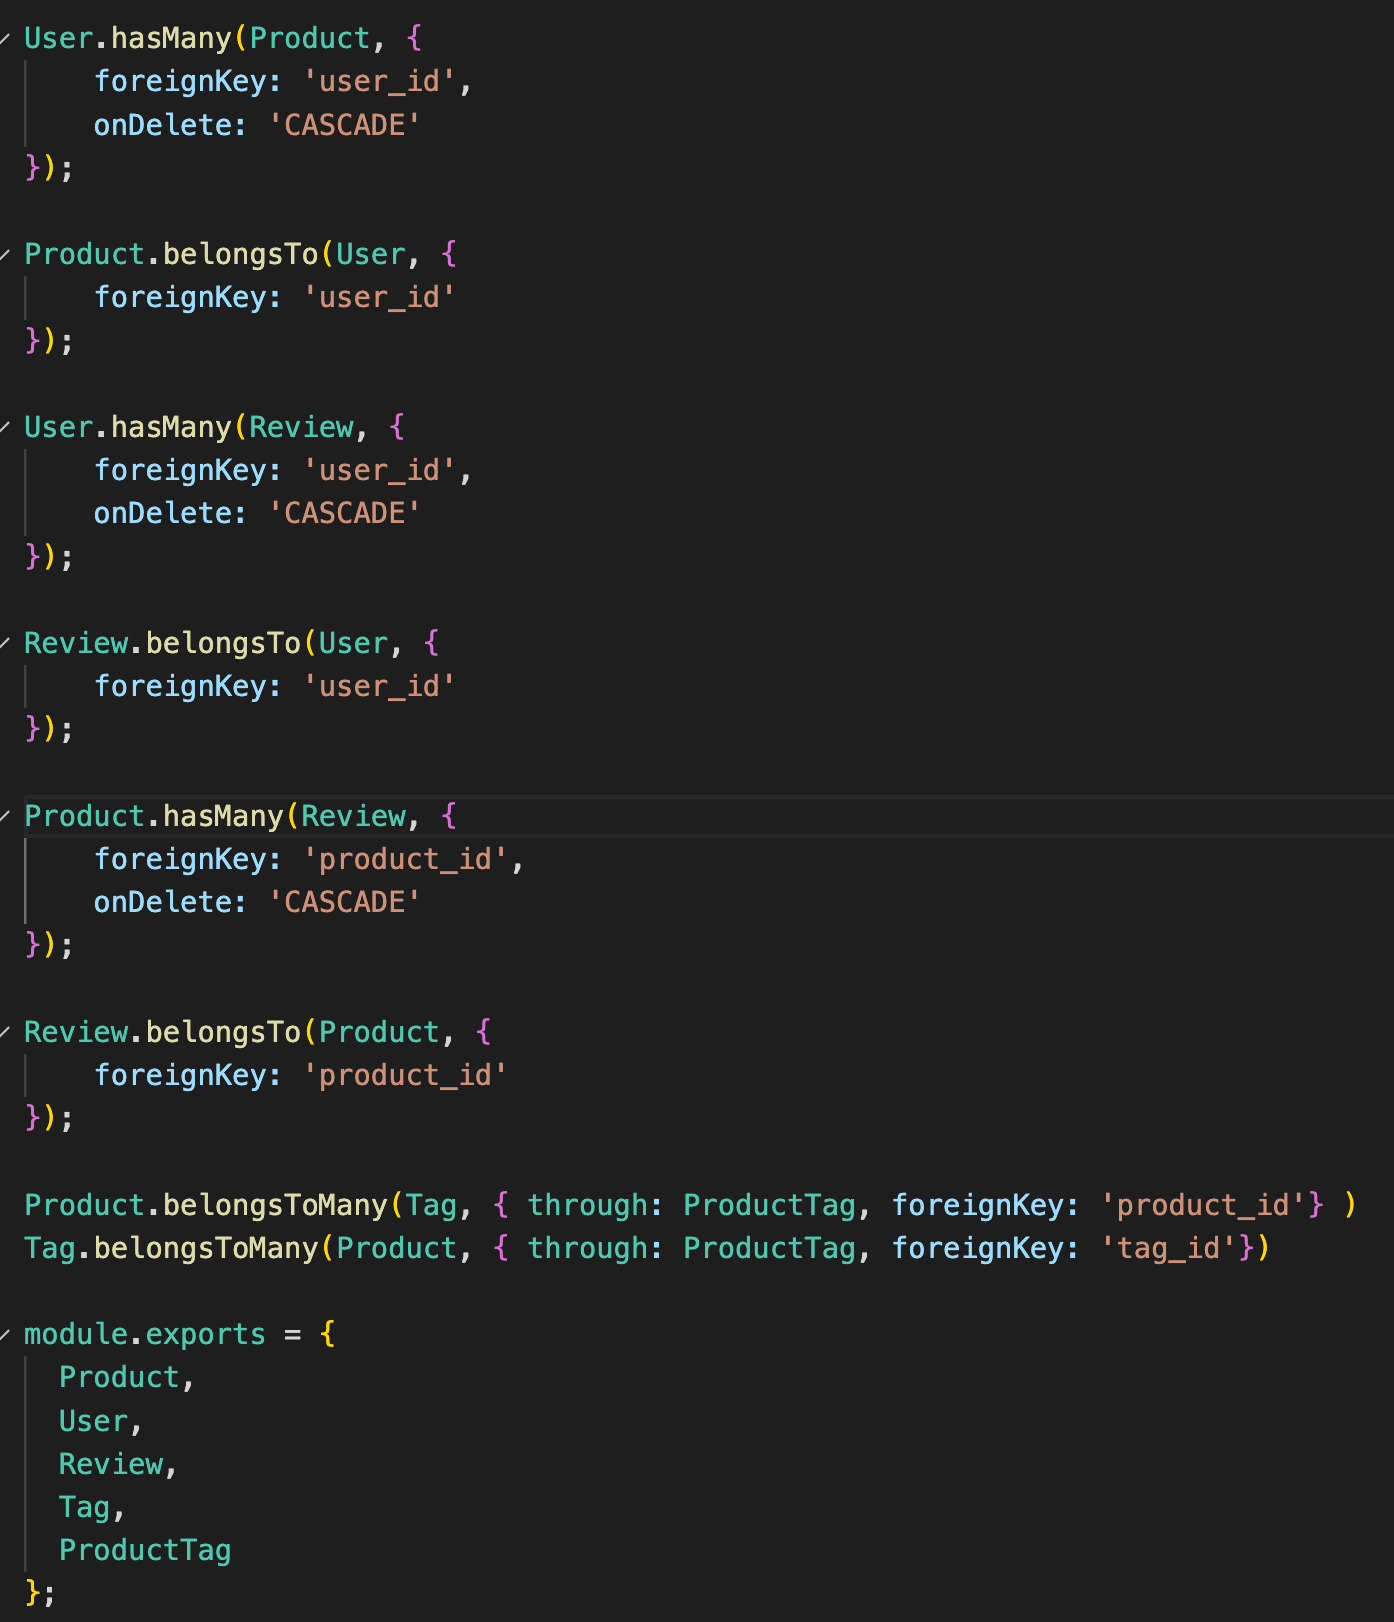 User.hasMany(Product, {
    foreignKey: 'user_id',
    onDelete: 'CASCADE'
});

Product.belongsTo(User, {
    foreignKey: 'user_id'
});

User.hasMany(Review, {
    foreignKey: 'user_id',
    onDelete: 'CASCADE'
});

Review.belongsTo(User, {
    foreignKey: 'user_id'
});

Product.hasMany(Review, {
    foreignKey: 'product_id',
    onDelete: 'CASCADE'
});

Review.belongsTo(Product, {
    foreignKey: 'product_id'
});

Product.belongsToMany(Tag, { through: ProductTag, foreignKey: 'product_id'} )
Tag.belongsToMany(Product, { through: ProductTag, foreignKey: 'tag_id'})

module.exports = {
  Product,
  User,
  Review,
  Tag,
  ProductTag
};